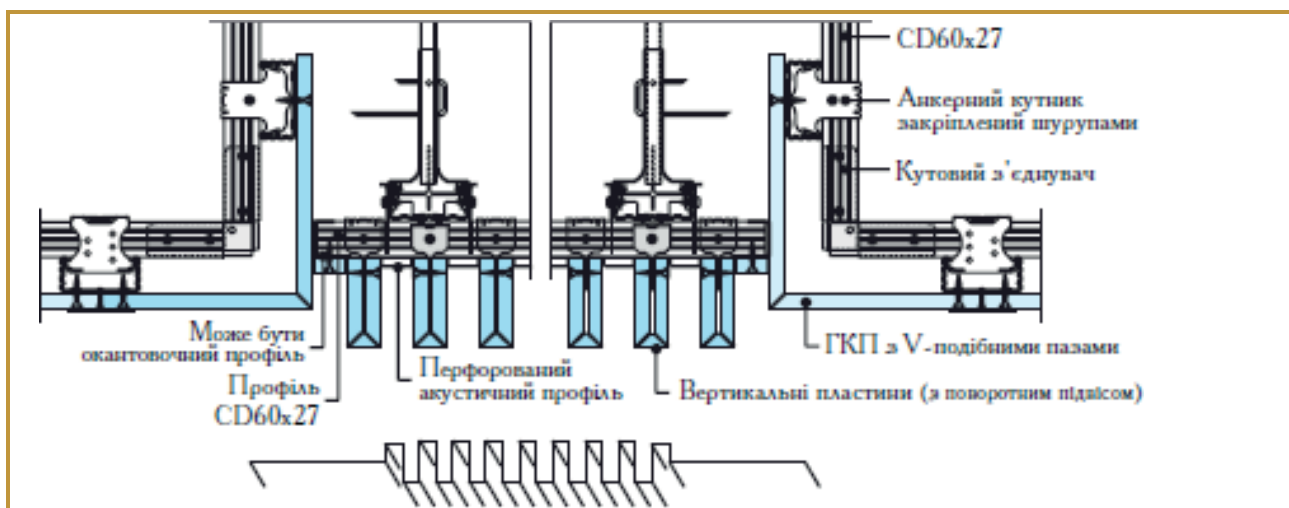 CD60x27
Анкерний кутник
закріплений шурупами
Кутовий з’єднувач
Може бути
окантовочний профіль
Профіль
CD60x27
Перфорований
акустичний профіль
ГКП з V-подібними пазами
Вертикальні пластини (з поворотним підвісом)